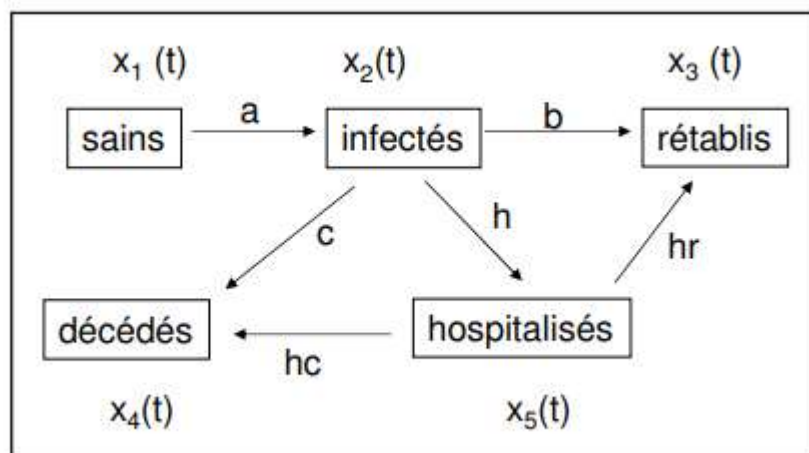 x₁ (t) x₂(t) x₃ (t)
a b
sains infectés rétablis
c h hr
décédés hospitalisés
hc
x₄(t) x₅(t)